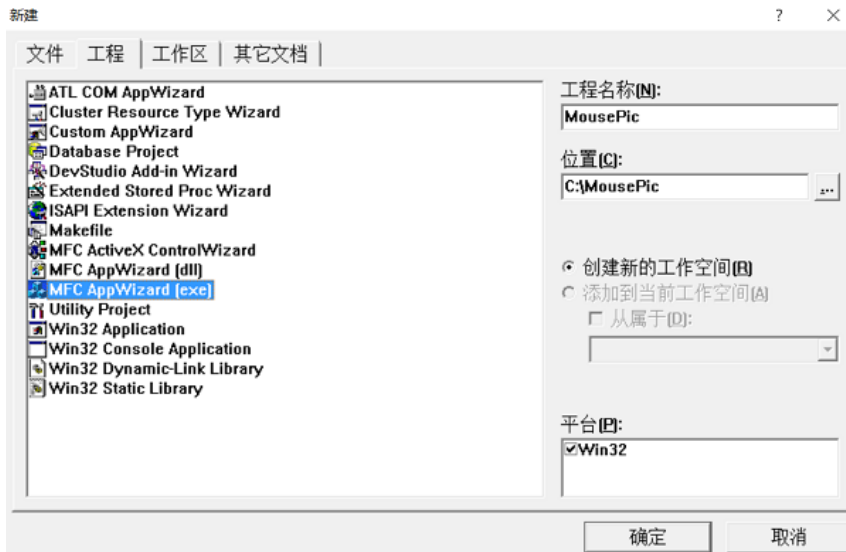 新建
文件 工程 工作区 其它文档
ATL COM AppWizard
Cluster Resource Type Wizard
Custom AppWizard
Database Project
DevStudio Add-in Wizard
Extended Stored Proc Wizard
ISAPI Extension Wizard
Makefile
MFC ActiveX ControlWizard
MFC AppWizard (dll)
MFC AppWizard (exe)
Utility Project
Win32 Application
Win32 Console Application
Win32 Dynamic-Link Library
Win32 Static Library
工程名称(N):
MousePic
位置(C):
C:\MousePic
...
创建新的工作空间(R)
添加到当前工作空间(A)
从属于(D):
平台(P):
Win32
确定 取消